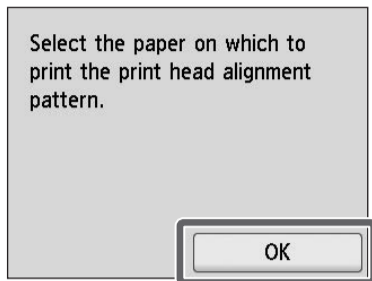 Select the paper on which to
print the print head alignment
pattern.
OK